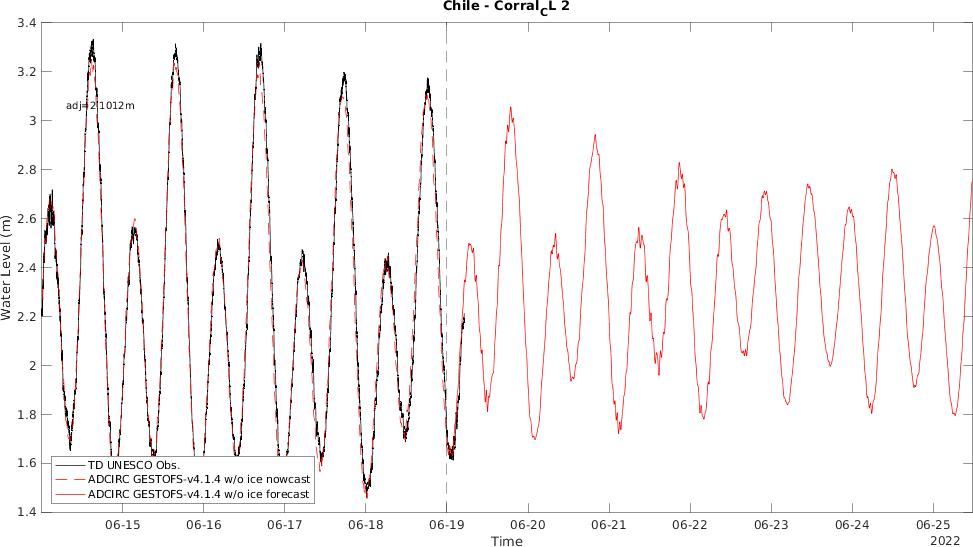 Chile - Corral_CL 2
3.4
3.2
3
2.8
2.6
2.4
2.2
2
1.8
1.6
1.4
Water Level (m)
adj=2.1012m
TD UNESCO Obs.
ADCIRC GESTOFS-v4.1.4 w/o ice nowcast
ADCIRC GESTOFS-v4.1.4 w/o ice forecast
06-15 06-16 06-17 06-18 06-19 06-20 06-21 06-22 06-23 06-24 06-25
Time
2022